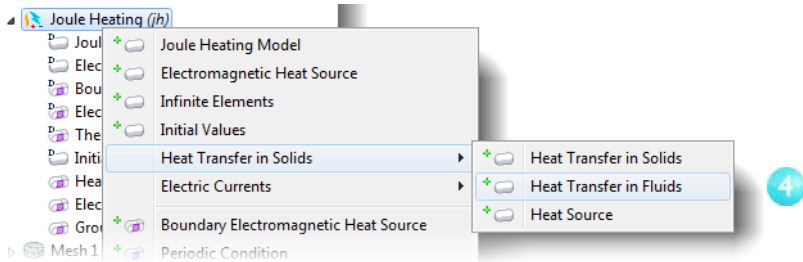 Joule Heating (jh)
Joul
Elec
Bou
Elec
The
Initi
Hea
Elec
Grou
Mesh 1
Joule Heating Model
Electromagnetic Heat Source
Infinite Elements
Initial Values
Heat Transfer in Solids
Electric Currents
Boundary Electromagnetic Heat Source
Periodic Condition
Heat Transfer in Solids
Heat Transfer in Fluids
Heat Source
4